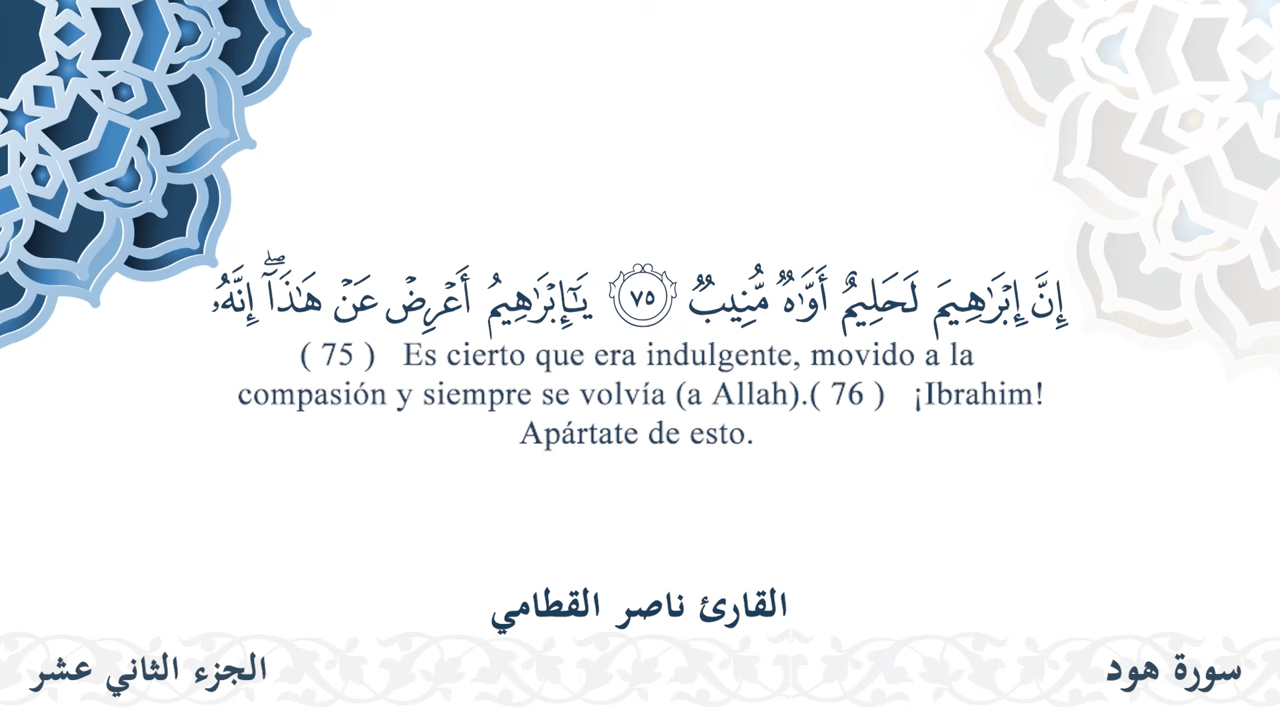 إِنَّ إِبْرَٰهِيمَ لَحَلِيمٌ أَوَّٰهٌ مُّنِيبٌ ٧٥ يَـٰٓإِبْرَٰهِيمُ أَعْرِضْ عَنْ هَـٰذَآ ۖ إِنَّهُۥ
( 75 ) Es cierto que era indulgente, movido a la
compasión y siempre se volvía (a Allah).( 76 ) ¡Ibrahim!
Apártate de esto.
القارئ ناصر القطامي
سورة هود
الجزء الثاني عشر